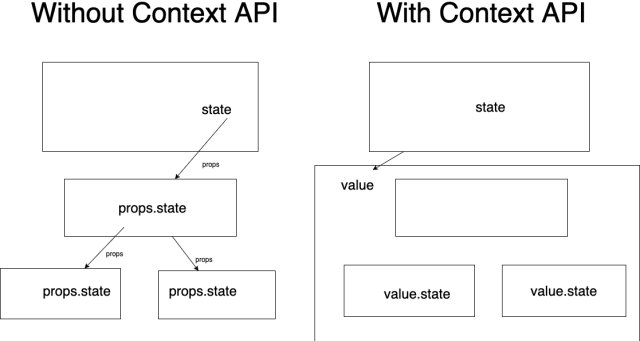 Without Context API
state
props
props.state
props
props
props.state
props.state
With Context API
state
value
value.state
value.state